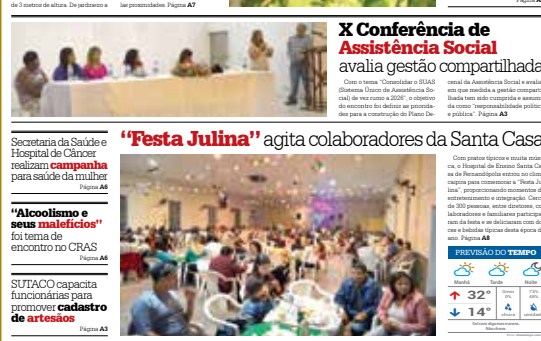 de 3 metros de altura. De jardineiro a
las proximidades. Página A7
X Conferência de
Assistência Social
avalia gestão compartilhada
Com o tema "Consolidar o SUAS
(Sistema Único de Assistência So-
cial) de vez rumo a 2026", o objetivo
do encontro foi definir as priorida-
des para a construção do Plano De-
cenal da Assistência Social e avalia
em que medida a gestão comparti
lhada tem sido cumprida e assumi
da como "responsabilidade polític
e pública". Página A3
Secretaria da Saúde e
Hospital de Câncer
realizam campanha
para saúde da mulher
Página A6
"Alcoolismo e
seus malefícios"
foi tema de
encontro no CRAS
Página A6
SUTACO capacita
funcionárias para
promover cadastro
de artesãos
Página A3
"Festa Julina" agita colaboradores da Santa Casa
Com pratos típicos e muita mús
ca, o Hospital de Ensino Santa Ca
sa de Fernandópolis entrou no clim
caipira para comemorar a "Festa Ju
lina", proporcionando momentos d
entretenimento e integração. Cerc
de 300 pessoas, entre diretores, co
laboradores e familiares participa
ram da festa e se deliciaram com do
ces e bebidas típicas desta época d
ano. Página A8
PREVISÃO DO TEMPO
Manhã Tarde Noite
32°
14°
0mm
0%
chuva